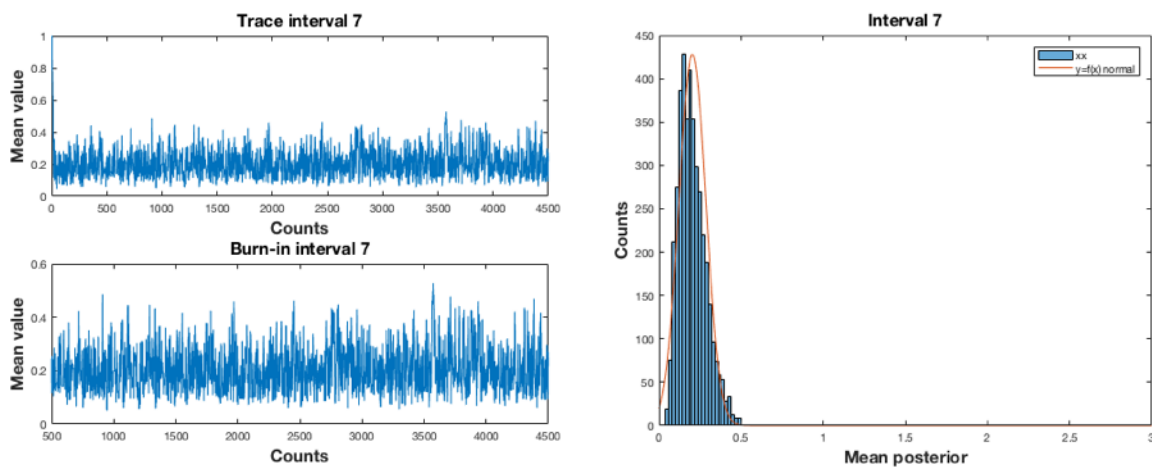 Trace interval 7
Mean value
1
0.8
0.6
0.4
0.2
0
0 500 1000 1500 2000 2500 3000 3500 4000 4500
Counts
Burn-in interval 7
Mean value
0.6
0.4
0.2
0
500 1000 1500 2000 2500 3000 3500 4000 4500
Counts
Interval 7
Counts
450
400
350
300
250
200
150
100
50
0
0 0.5 1 1.5 2 2.5 3
Mean posterior
xx
y=f(x) normal